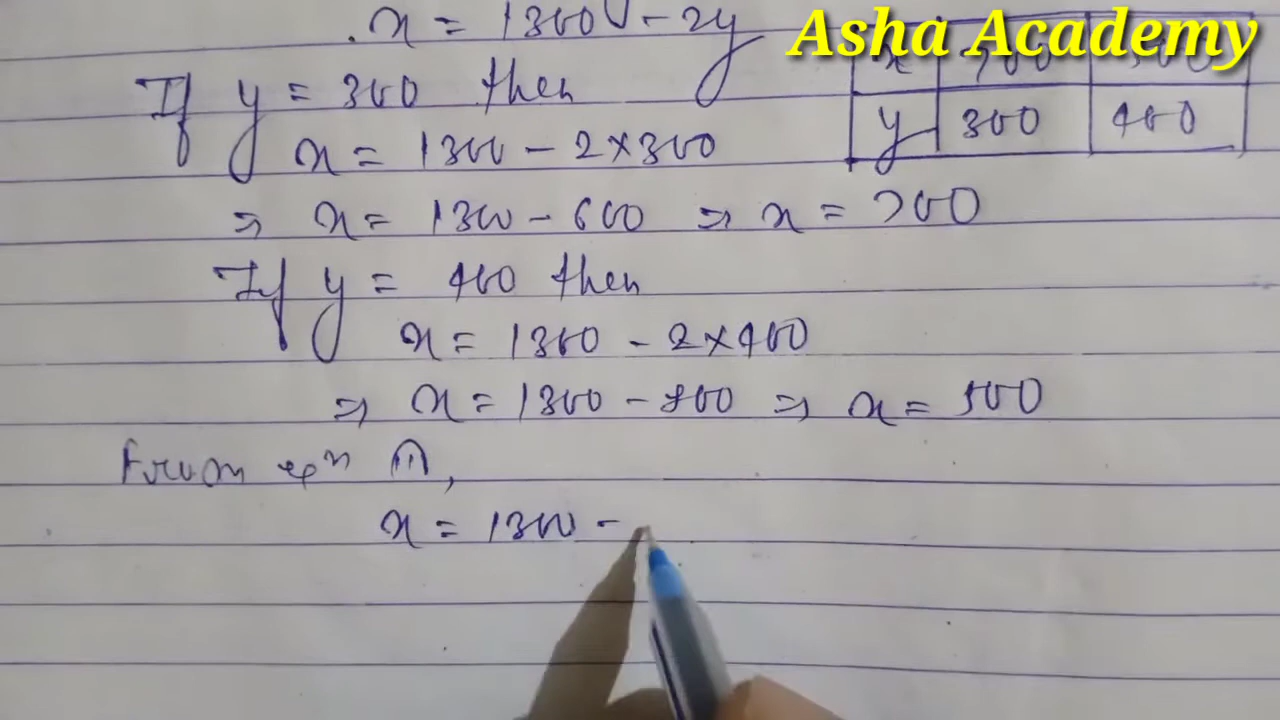 x = 1300 - 2y
Asha Academy
If y = 300 then
x = 1300 - 2×300
y 300 400
⇒ x = 1300 - 600 ⇒ x = 700
If y = 400 then
x = 1300 - 2×400
⇒ x = 1300 - 800 ⇒ x = 500
From eqn (ii),
x = 1300 -